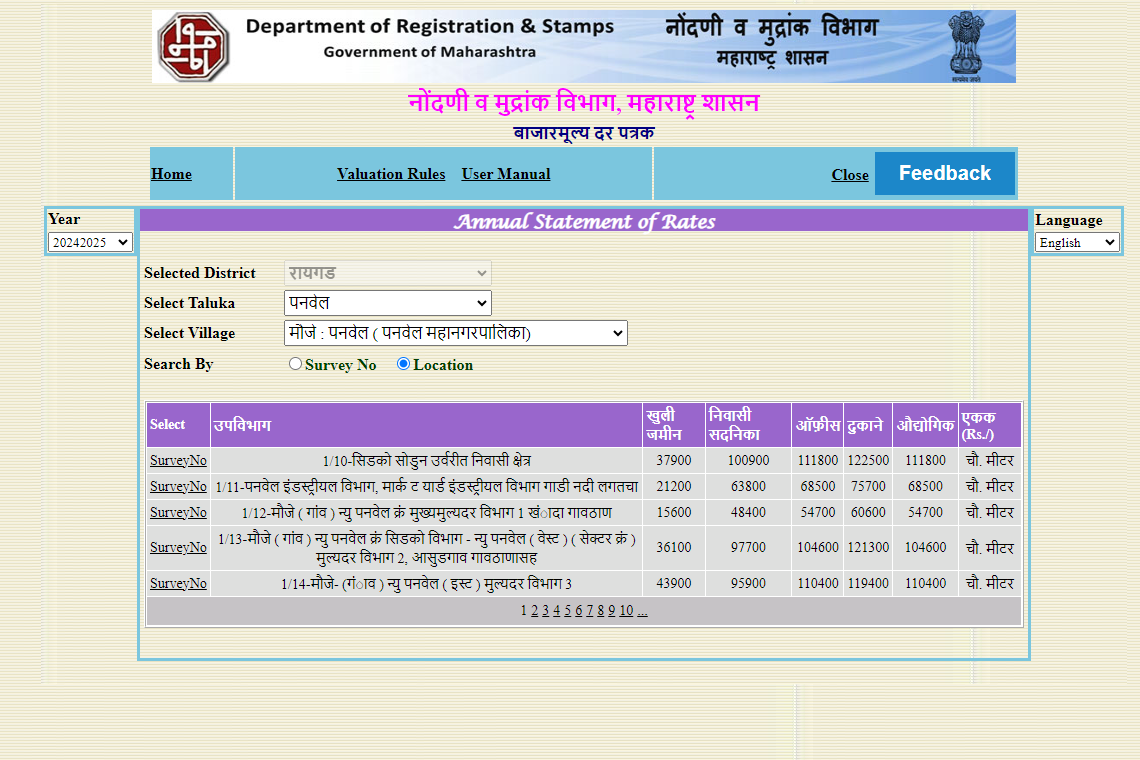 Department of Registration & Stamps
Government of Maharashtra
नोंदणी व मुद्रांक विभाग
महाराष्ट्र शासन
सत्यमेव जयते
नोंदणी व मुद्रांक विभाग, महाराष्ट्र शासन
बाजारमूल्य दर पत्रक
Home Valuation Rules User Manual Close Feedback
Year
20242025
Annual Statement of Rates
Language
English
Selected District रायगड
Select Taluka पनवेल
Select Village मौजे : पनवेल ( पनवेल महानगरपालिका)
Search By Survey No Location
Select उपविभाग खुली जमीन निवासी सदनिका ऑफ़ीस दुकाने औद्योगिक एकक (Rs./)
SurveyNo 1/10-सिडको सोडुन उर्वरीत निवासी क्षेत्र 37900 100900 111800 122500 111800 चौ. मीटर
SurveyNo 1/11-पनवेल इंडस्ट्रीयल विभाग, मार्क ट यार्ड इंडस्ट्रीयल विभाग गाडी नदी लगतचा 21200 63800 68500 75700 68500 चौ. मीटर
SurveyNo 1/12-मौजे ( गांव ) न्यु पनवेल क्रं मुख्यमुल्यदर विभाग 1 खंादा गावठाण 15600 48400 54700 60600 54700 चौ. मीटर
SurveyNo 1/13-मौजे ( गांव ) न्यु पनवेल क्रं सिडको विभाग - न्यु पनवेल ( वेस्ट ) ( सेक्टर क्रं )
मुल्यदर विभाग 2, आसुडगाव गावठाणासह 36100 97700 104600 121300 104600 चौ. मीटर
SurveyNo 1/14-मौजे- (गंाव ) न्यु पनवेल ( इस्ट ) मुल्यदर विभाग 3 43900 95900 110400 119400 110400 चौ. मीटर
1 2 3 4 5 6 7 8 9 10 ...